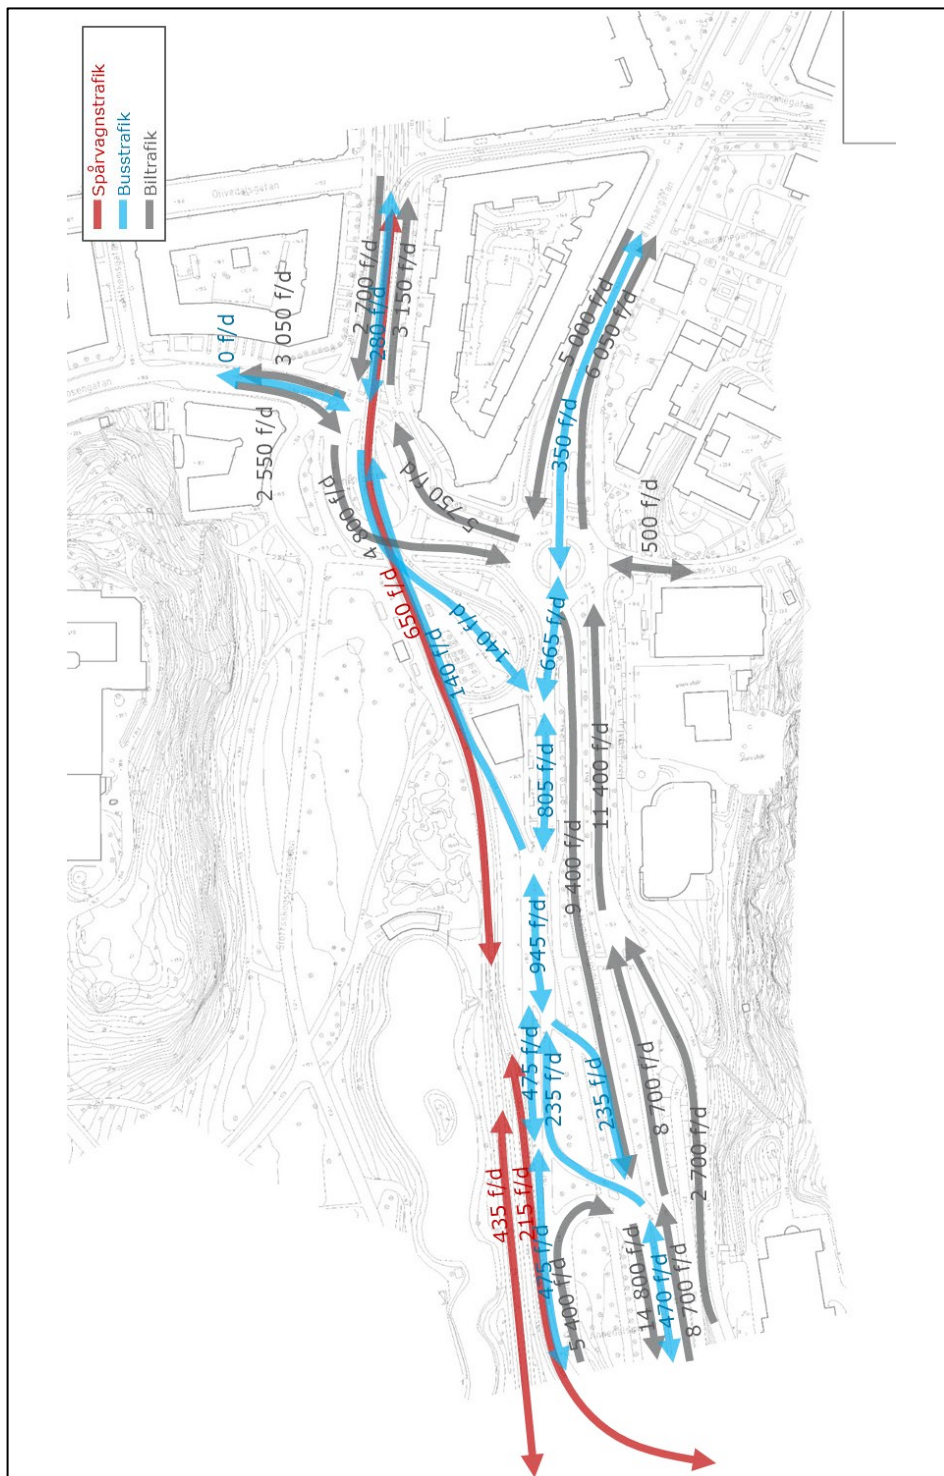 Spårvagnstrafik
Busstrafik
Biltrafik
Olivedalsgatan
0 f/d
3 050 f/d
2 550 f/d
2 700 f/d
280 f/d
3 150 f/d
5 000 f/d
6 050 f/d
350 f/d
4 800 f/d
5 750 f/d
500 f/d
650 f/d
140 f/d
140 f/d
665 f/d
805 f/d
11 400 f/d
9 400 f/d
945 f/d
475 f/d
235 f/d
235 f/d
8 700 f/d
2 700 f/d
435 f/d
215 f/d
475 f/d
5 400 f/d
14 800 f/d
470 f/d
8 700 f/d